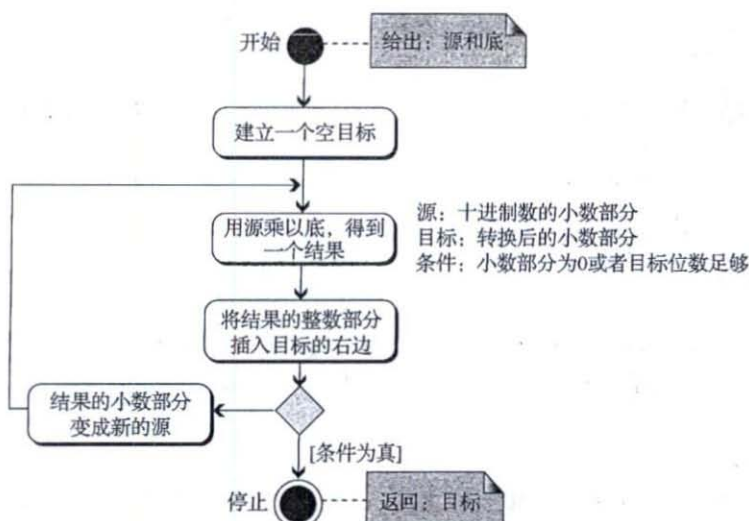 开始
给出：源和底
建立一个空目标
用源乘以底，得到
一个结果
源：十进制数的小数部分
目标：转换后的小数部分
条件：小数部分为0或者目标位数足够
将结果的整数部分
插入目标的右边
结果的小数部分
变成新的源
[条件为真]
停止
返回：目标